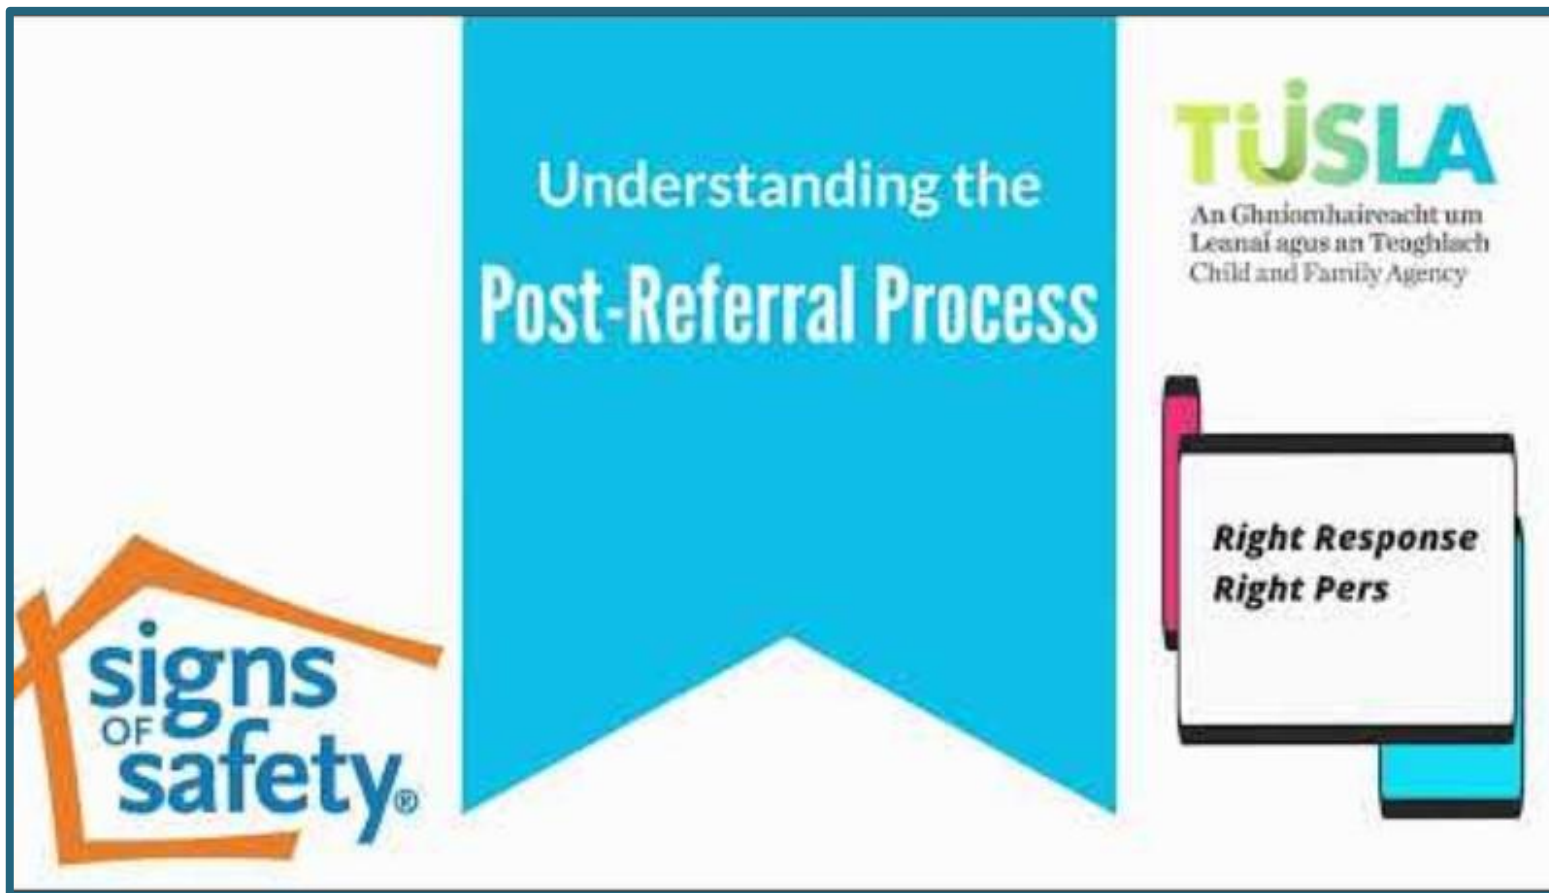 Understanding the
Post-Referral Process
TUSLA
An Ghníomhaireacht um
Leanaí agus an Teaghlach
Child and Family Agency
Right Response
Right Pers
signs
OF
safety®